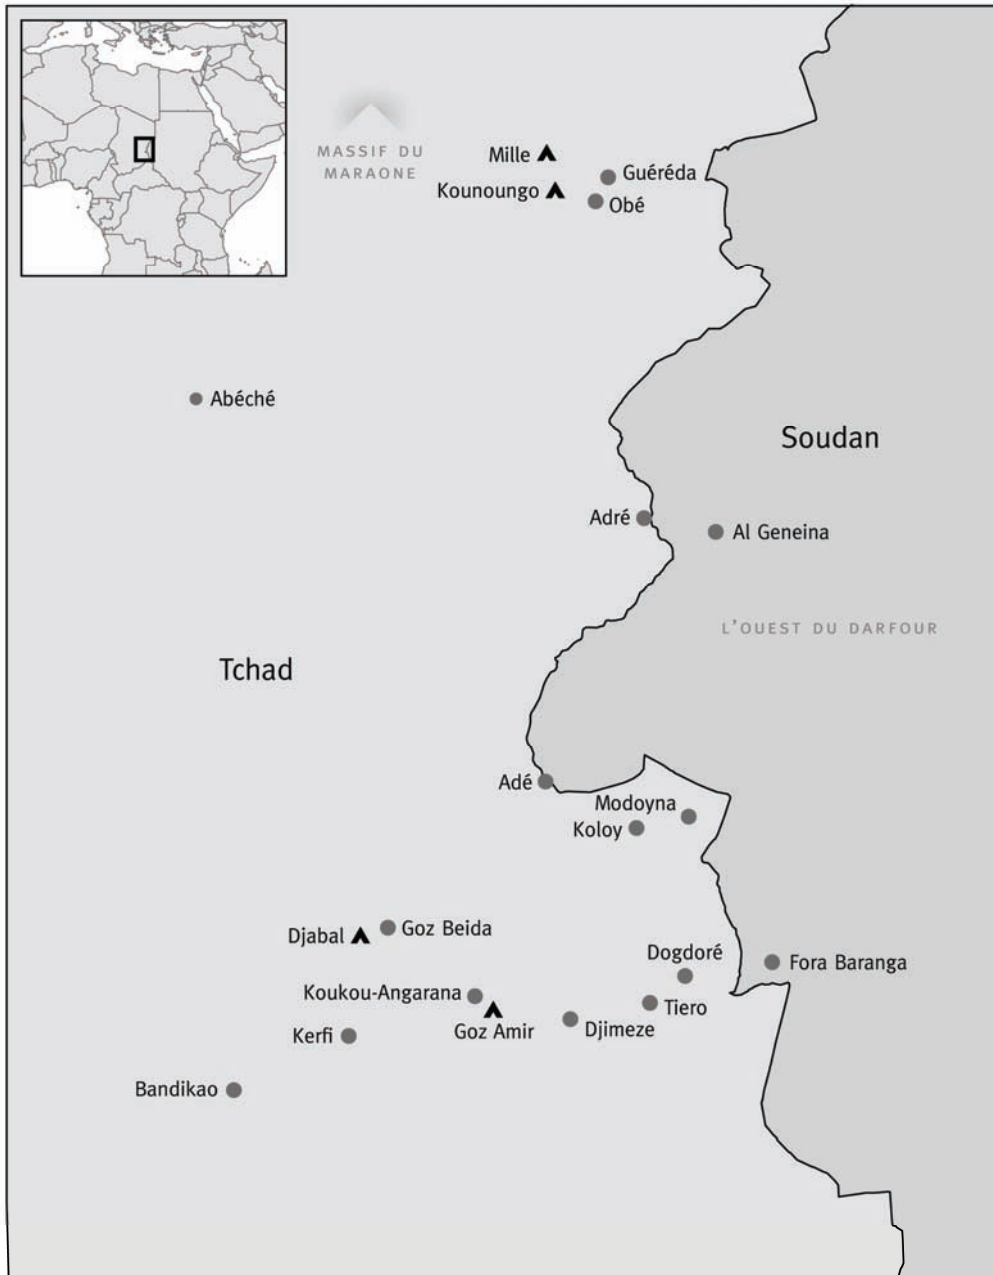 MASSIF DU
MARAONE
Mille
Guéréda
Kounoungo
Obé
Abéché
Soudan
Adré
Al Geneina
L'OUEST DU DARFOUR
Tchad
Adé
Modoyna
Koloy
Djabal
Goz Beida
Dogdoré
Fora Baranga
Koukou-Angarana
Tiero
Goz Amir
Djimeze
Kerfi
Bandikao